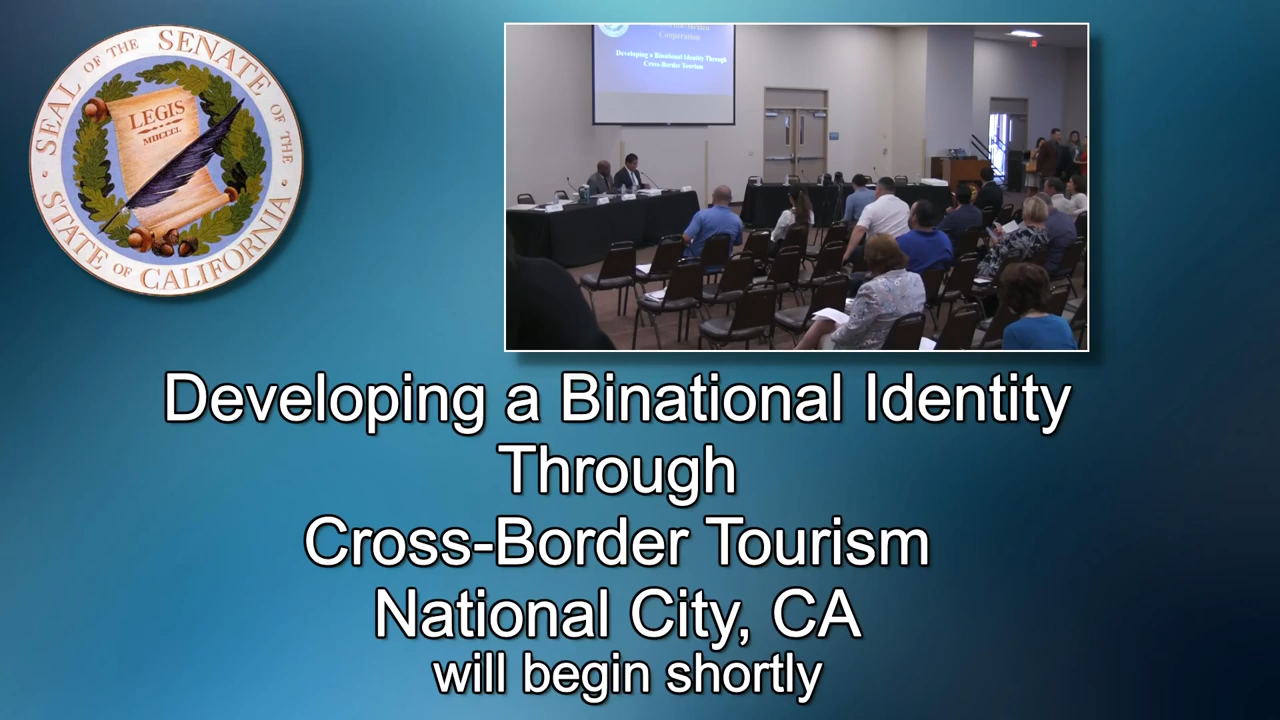 SEAL OF THE SENATE OF THE
STATE OF CALIFORNIA
LEGIS
MDCCCL
Cooperation
Developing a Binational Identity Through
Cross-Border Tourism
Developing a Binational Identity
Through
Cross-Border Tourism
National City, CA
will begin shortly